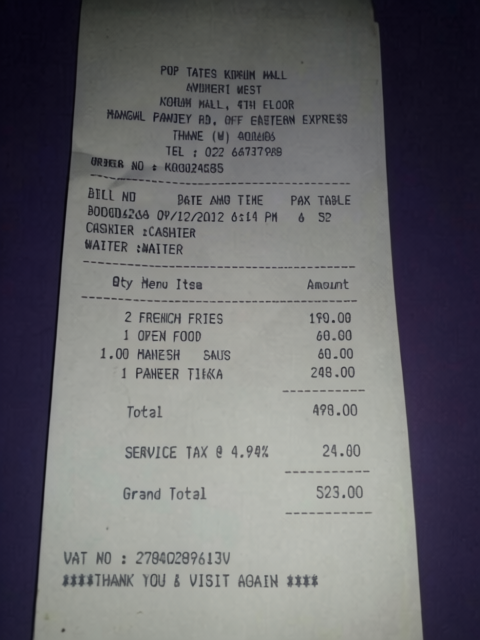 POP TATES KORUM MALL
ANDHERI WEST
KORUM MALL, 4TH FLOOR
MANGAL PANDEY RD, OFF EASTERN EXPRESS
THANE (W) 400606
TEL : 022 66737988
ORDER NO : K00024585
BILL NO DATE AND TIME PAX TABLE
09/12/2012 6:14 PM 6 52
CASHIER :CASHIER
WAITER :WAITER
Qty Menu Item Amount
2 FRENCH FRIES 190.00
1 OPEN FOOD 60.00
1.00 MAHESH 60.00
1 PANEER TIKKA 248.00
Total 498.00
SERVICE TAX @ 4.94% 24.00
Grand Total 523.00
VAT NO : 27840289613V
****THANK YOU & VISIT AGAIN ****